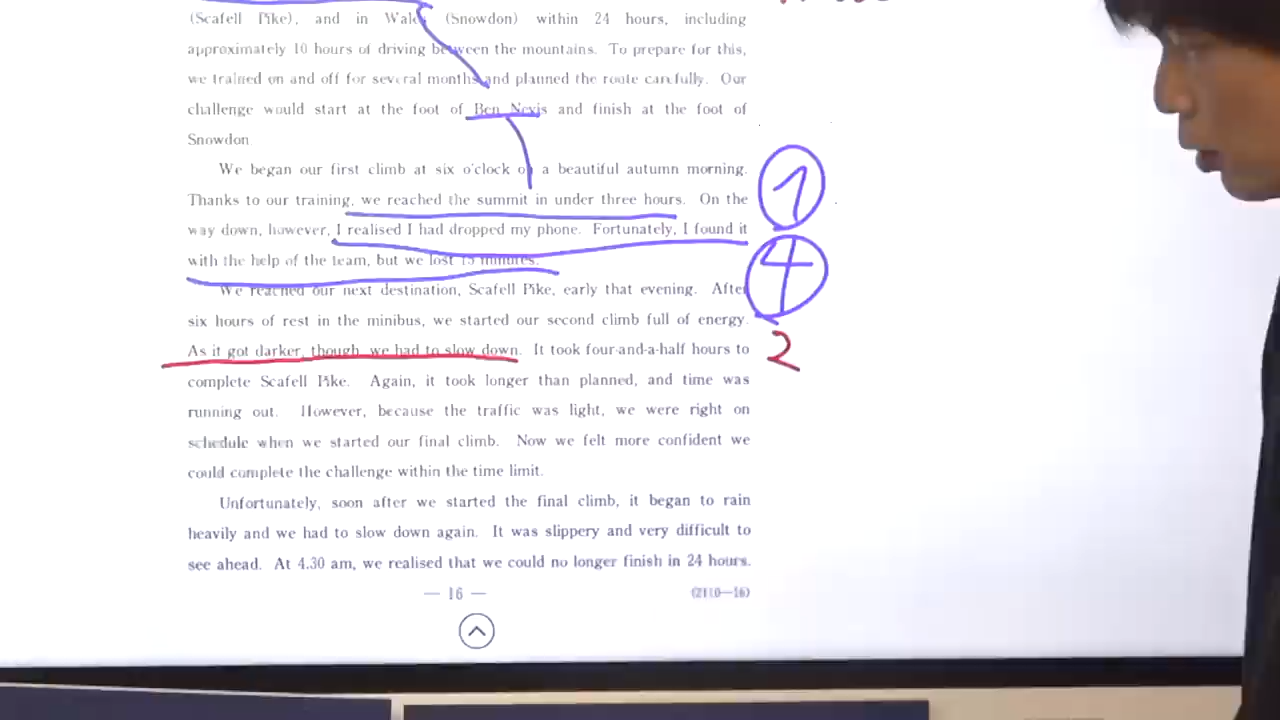 (Scafell Pike), and in Wales (Snowdon) within 24 hours, including
approximately 10 hours of driving between the mountains. To prepare for this,
we trained on and off for several months and planned the route carefully. Our
challenge would start at the foot of Ben Nevis and finish at the foot of
Snowdon.
We began our first climb at six o'clock on a beautiful autumn morning.
Thanks to our training, we reached the summit in under three hours. On the
way down, however, I realised I had dropped my phone. Fortunately, I found it
with the help of the team, but we lost 15 minutes.
We reached our next destination, Scafell Pike, early that evening. After
six hours of rest in the minibus, we started our second climb full of energy.
As it got darker, though, we had to slow down. It took four-and-a-half hours to
complete Scafell Pike. Again, it took longer than planned, and time was
running out. However, because the traffic was light, we were right on
schedule when we started our final climb. Now we felt more confident we
could complete the challenge within the time limit.
Unfortunately, soon after we started the final climb, it began to rain
heavily and we had to slow down again. It was slippery and very difficult to
see ahead. At 4.30 am, we realised that we could no longer finish in 24 hours.
— 16 — (2110—16)
1
4
2